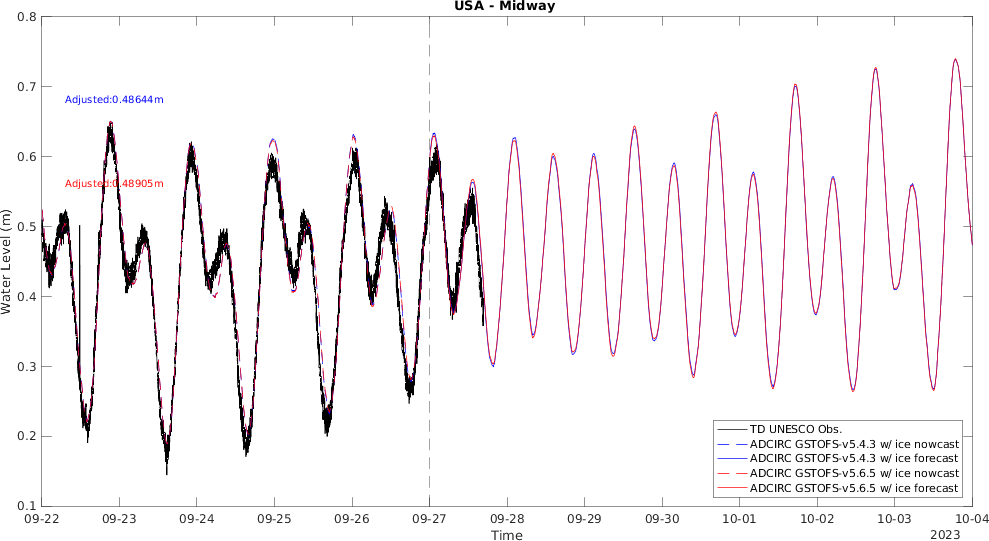 USA - Midway
0.8
0.7
0.6
0.5
0.4
0.3
0.2
0.1
Water Level (m)
Adjusted:0.48644m
Adjusted:0.48905m
TD UNESCO Obs.
ADCIRC GSTOFS-v5.4.3 w/ ice nowcast
ADCIRC GSTOFS-v5.4.3 w/ ice forecast
ADCIRC GSTOFS-v5.6.5 w/ ice nowcast
ADCIRC GSTOFS-v5.6.5 w/ ice forecast
09-22 09-23 09-24 09-25 09-26 09-27 09-28 09-29 09-30 10-01 10-02 10-03 10-04
Time
2023